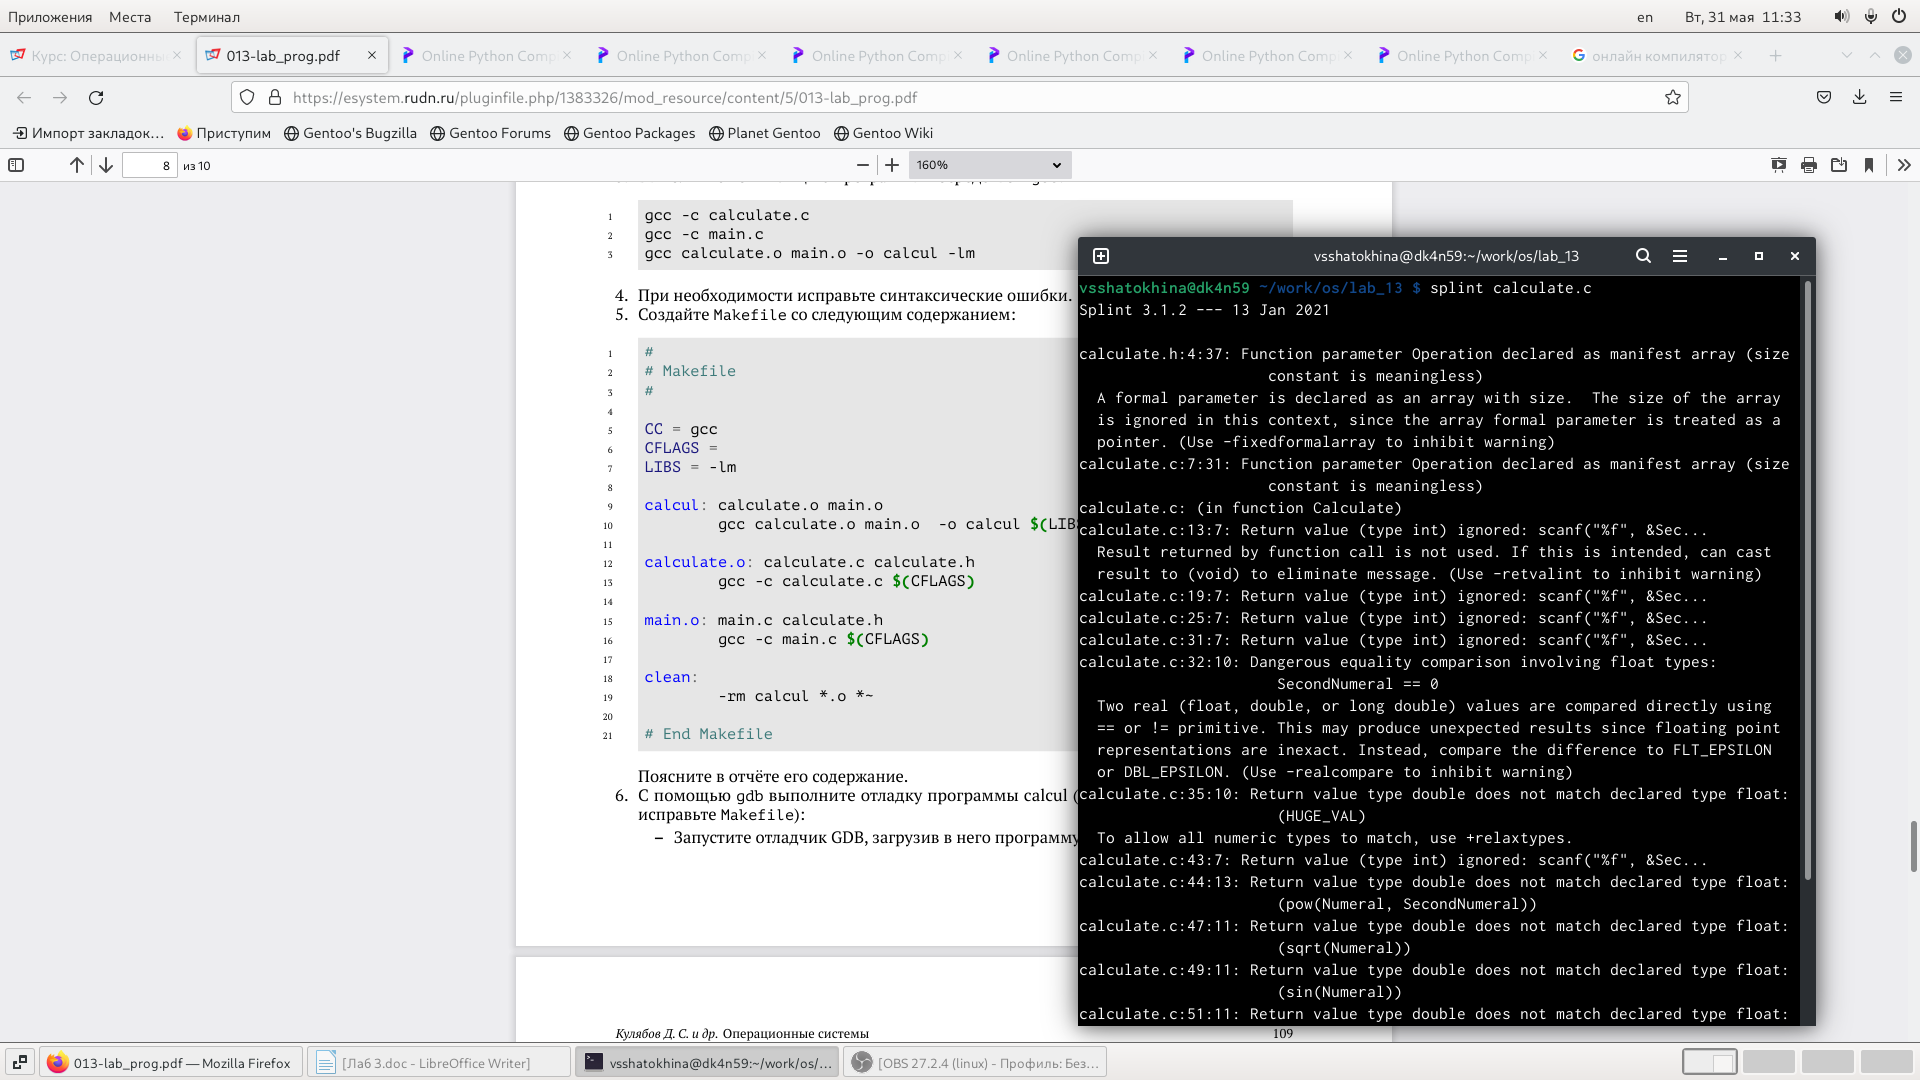 Приложения Места Терминал en Вт, 31 мая 11:33
Курс: Операционны 013-lab_prog.pdf Online Python Comp Online Python Comp Online Python Comp Online Python Comp Online Python Comp Online Python Comp онлайн компилятор
https://esystem.rudn.ru/pluginfile.php/1383326/mod_resource/content/5/013-lab_prog.pdf
Импорт закладок… Приступим Gentoo's Bugzilla Gentoo Forums Gentoo Packages Planet Gentoo Gentoo Wiki
8 из 10 160%
1 gcc -c calculate.c
2 gcc -c main.c
3 gcc calculate.o main.o -o calcul -lm
4. При необходимости исправьте синтаксические ошибки.
5. Создайте Makefile со следующим содержанием:
1 #
2 # Makefile
3 #
4
5 CC = gcc
6 CFLAGS =
7 LIBS = -lm
8
9 calcul: calculate.o main.o
10 gcc calculate.o main.o -o calcul $(LIBS
11
12 calculate.o: calculate.c calculate.h
13 gcc -c calculate.c $(CFLAGS)
14
15 main.o: main.c calculate.h
16 gcc -c main.c $(CFLAGS)
17
18 clean:
19 -rm calcul *.o *~
20
21 # End Makefile
Поясните в отчёте его содержание.
6. С помощью gdb выполните отладку программы calcul (
исправьте Makefile):
– Запустите отладчик GDB, загрузив в него программу
Кулябов Д. С. и др. Операционные системы 109
vsshatokhina@dk4n59:~/work/os/lab_13
vsshatokhina@dk4n59 ~/work/os/lab_13 $ splint calculate.c
Splint 3.1.2 --- 13 Jan 2021
calculate.h:4:37: Function parameter Operation declared as manifest array (size
constant is meaningless)
A formal parameter is declared as an array with size. The size of the array
is ignored in this context, since the array formal parameter is treated as a
pointer. (Use -fixedformalarray to inhibit warning)
calculate.c:7:31: Function parameter Operation declared as manifest array (size
constant is meaningless)
calculate.c: (in function Calculate)
calculate.c:13:7: Return value (type int) ignored: scanf("%f", &Sec...
Result returned by function call is not used. If this is intended, can cast
result to (void) to eliminate message. (Use -retvalint to inhibit warning)
calculate.c:19:7: Return value (type int) ignored: scanf("%f", &Sec...
calculate.c:25:7: Return value (type int) ignored: scanf("%f", &Sec...
calculate.c:31:7: Return value (type int) ignored: scanf("%f", &Sec...
calculate.c:32:10: Dangerous equality comparison involving float types:
SecondNumeral == 0
Two real (float, double, or long double) values are compared directly using
== or != primitive. This may produce unexpected results since floating point
representations are inexact. Instead, compare the difference to FLT_EPSILON
or DBL_EPSILON. (Use -realcompare to inhibit warning)
calculate.c:35:10: Return value type double does not match declared type float:
(HUGE_VAL)
To allow all numeric types to match, use +relaxtypes.
calculate.c:43:7: Return value (type int) ignored: scanf("%f", &Sec...
calculate.c:44:13: Return value type double does not match declared type float:
(pow(Numeral, SecondNumeral))
calculate.c:47:11: Return value type double does not match declared type float:
(sqrt(Numeral))
calculate.c:49:11: Return value type double does not match declared type float:
(sin(Numeral))
calculate.c:51:11: Return value type double does not match declared type float:
013-lab_prog.pdf — Mozilla Firefox [Лаб 3.doc - LibreOffice Writer] vsshatokhina@dk4n59:~/work/os/… [OBS 27.2.4 (linux) - Профиль: Без…